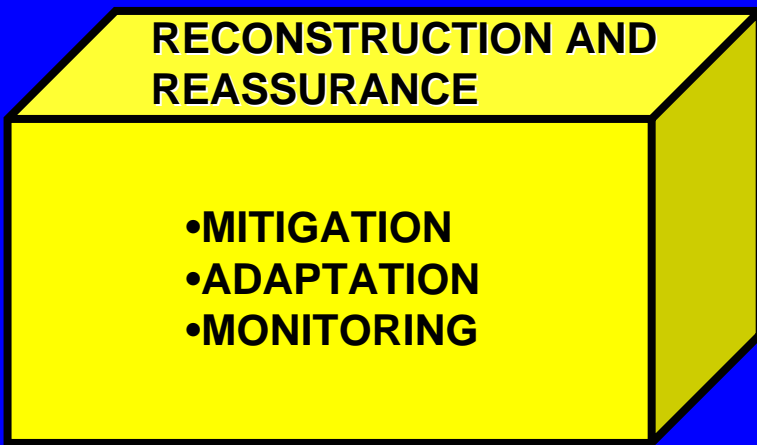 RECONSTRUCTION AND
REASSURANCE
•MITIGATION
•ADAPTATION
•MONITORING